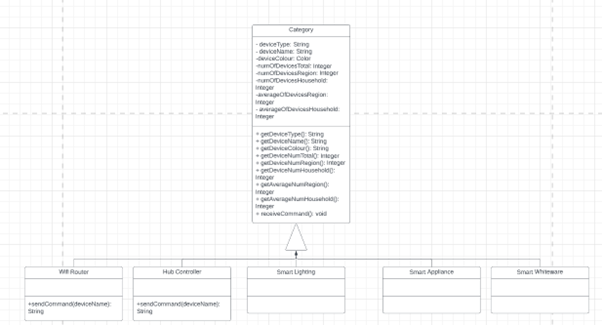 Category
- deviceType: String
- deviceName: String
-deviceColour: Color
-numOfDevicesTotal: Integer
-numOfDevicesRegion: Integer
-numOfDevicesHousehold:
Integer
-averageOfDevicesRegion:
Integer
- averageOfDevicesHousehold:
Integer
+ getDeviceType(): String
+ getDeviceName(): String
+ getDeviceColour(): String
+ getDeviceNumTotal(): Integer
+ getDeviceNumRegion(): Integer
+ getDeviceNumHousehold():
Integer
+ getAverageNumRegion():
Integer
+ getAverageNumHousehold():
Integer
+ receiveCommand(): void
Wifi Router
+sendCommand(deviceName):
String
Hub Controller
+sendCommand(deviceName):
String
Smart Lighting
Smart Appliance
Smart Whiteware